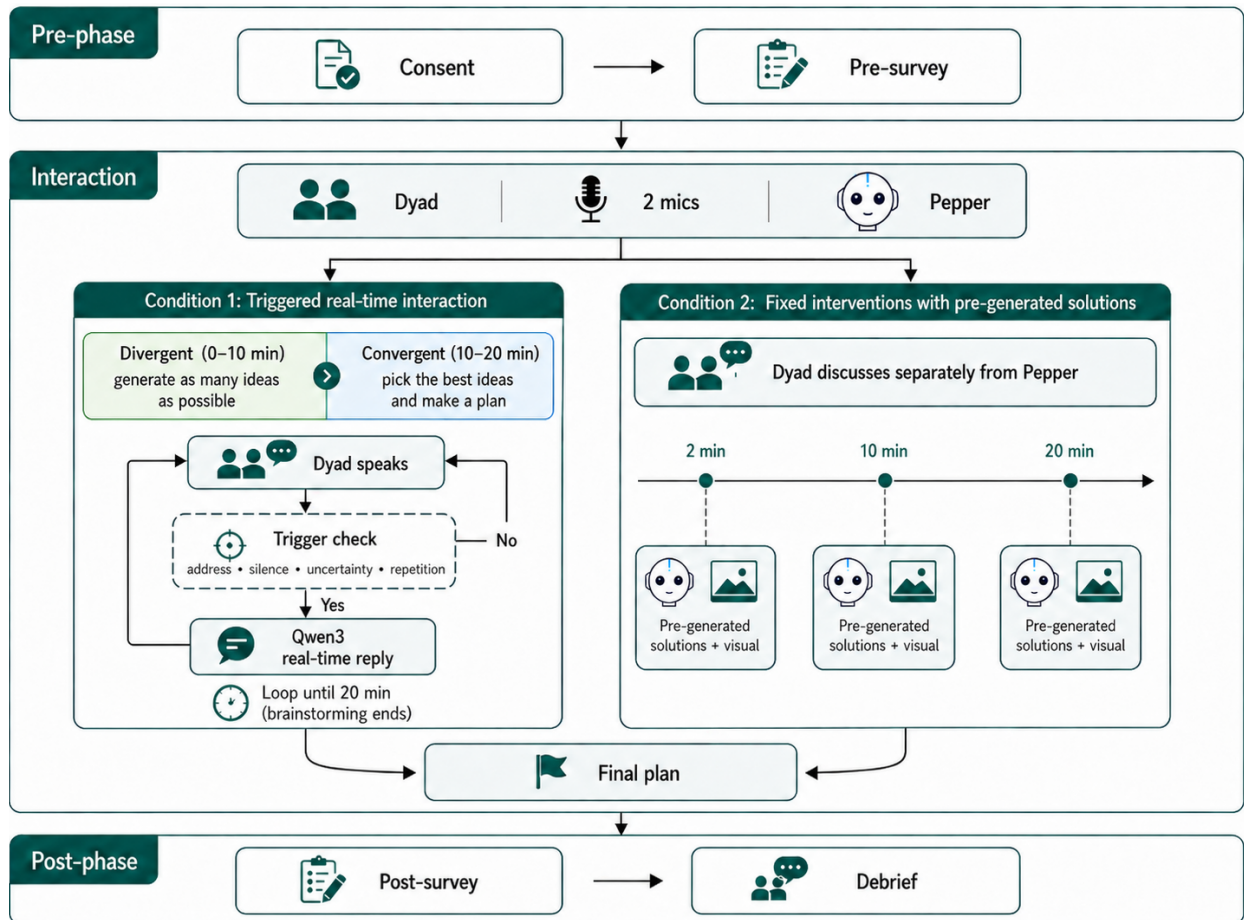 Pre-phase
Consent
Pre-survey
Interaction
Dyad
2 mics
Pepper
Condition 1: Triggered real-time interaction
Divergent (0–10 min)
generate as many ideas
as possible
Convergent (10–20 min)
pick the best ideas
and make a plan
Dyad speaks
Trigger check
address • silence • uncertainty • repetition
No
Yes
Qwen3
real-time reply
Loop until 20 min
(brainstorming ends)
Condition 2: Fixed interventions with pre-generated solutions
Dyad discusses separately from Pepper
2 min
10 min
20 min
Pre-generated
solutions + visual
Pre-generated
solutions + visual
Pre-generated
solutions + visual
Final plan
Post-phase
Post-survey
Debrief